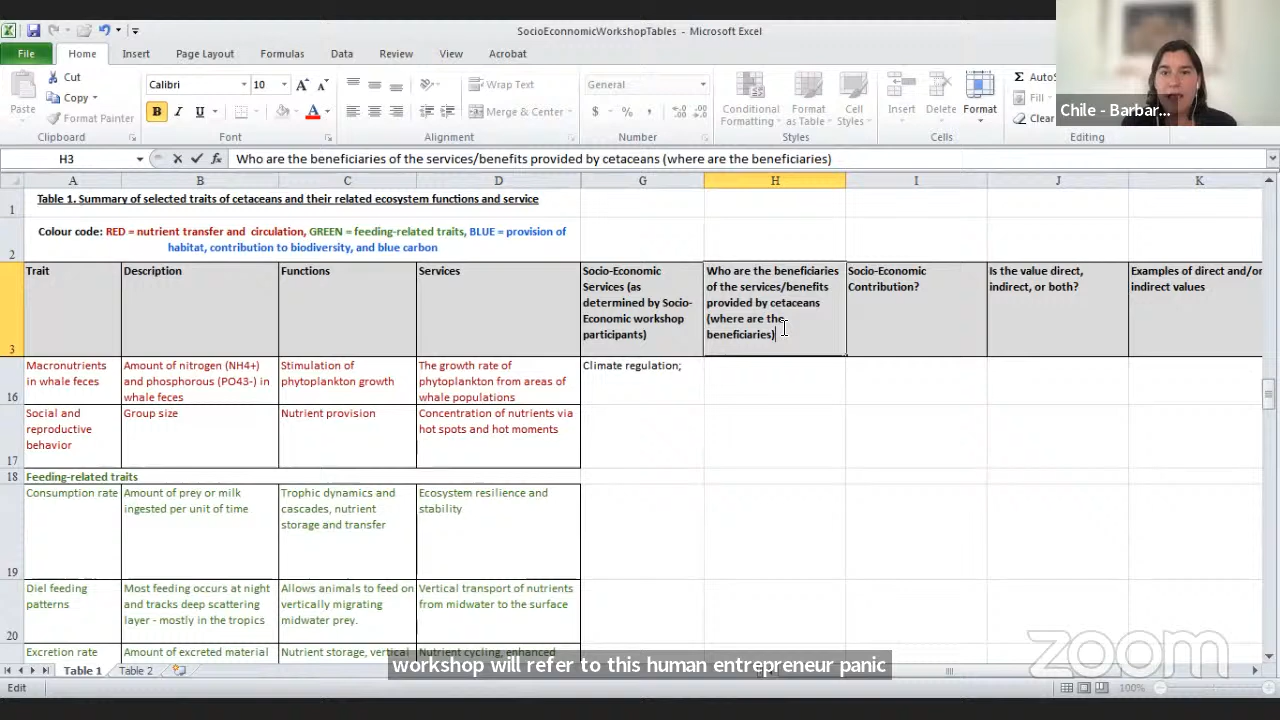 SocioEconnomicWorkshopTables - Microsoft Excel
File Home Insert Page Layout Formulas Data Review View Acrobat
Cut
Copy
Format Painter
Paste
Clipboard
Calibri 10
Font
Wrap Text
Merge & Center
Alignment
General
Number
Conditional Formatting
Format as Table
Cell Styles
Styles
Insert Delete Format
Cells
Fill
Editing
Chile - Barbar...
H3 Who are the beneficiaries of the services/benefits provided by cetaceans (where are the beneficiaries)
A B C D G H I J K
1 Table 1. Summary of selected traits of cetaceans and their related ecosystem functions and service
2 Colour code: RED = nutrient transfer and circulation, GREEN = feeding-related traits, BLUE = provision of
habitat, contribution to biodiversity, and blue carbon
3
Trait
Description
Functions
Services
Socio-Economic
Services (as
determined by Socio-
Economic workshop
participants)
Who are the beneficiaries
of the services/benefits
provided by cetaceans
(where are the
beneficiaries)
Socio-Economic
Contribution?
Is the value direct,
indirect, or both?
Examples of direct and/or
indirect values
16
Macronutrients
in whale feces
Amount of nitrogen (NH4+)
and phosphorous (PO43-) in
whale feces
Stimulation of
phytoplankton growth
The growth rate of
phytoplankton from areas of
whale populations
Climate regulation;
17
Social and
reproductive
behavior
Group size
Nutrient provision
Concentration of nutrients via
hot spots and hot moments
18 Feeding-related traits
19
Consumption rate
Amount of prey or milk
ingested per unit of time
Trophic dynamics and
cascades, nutrient
storage and transfer
Ecosystem resilience and
stability
20
Diel feeding
patterns
Most feeding occurs at night
and tracks deep scattering
layer - mostly in the tropics
Allows animals to feed on
vertically migrating
midwater prey.
Vertical transport of nutrients
from midwater to the surface
Excretion rate
Amount of excreted material
Nutrient storage, vertical
Nutrient cycling, enhanced
workshop will refer to this human entrepreneur panic
zoom
Table 1 Table 2
Edit
100%